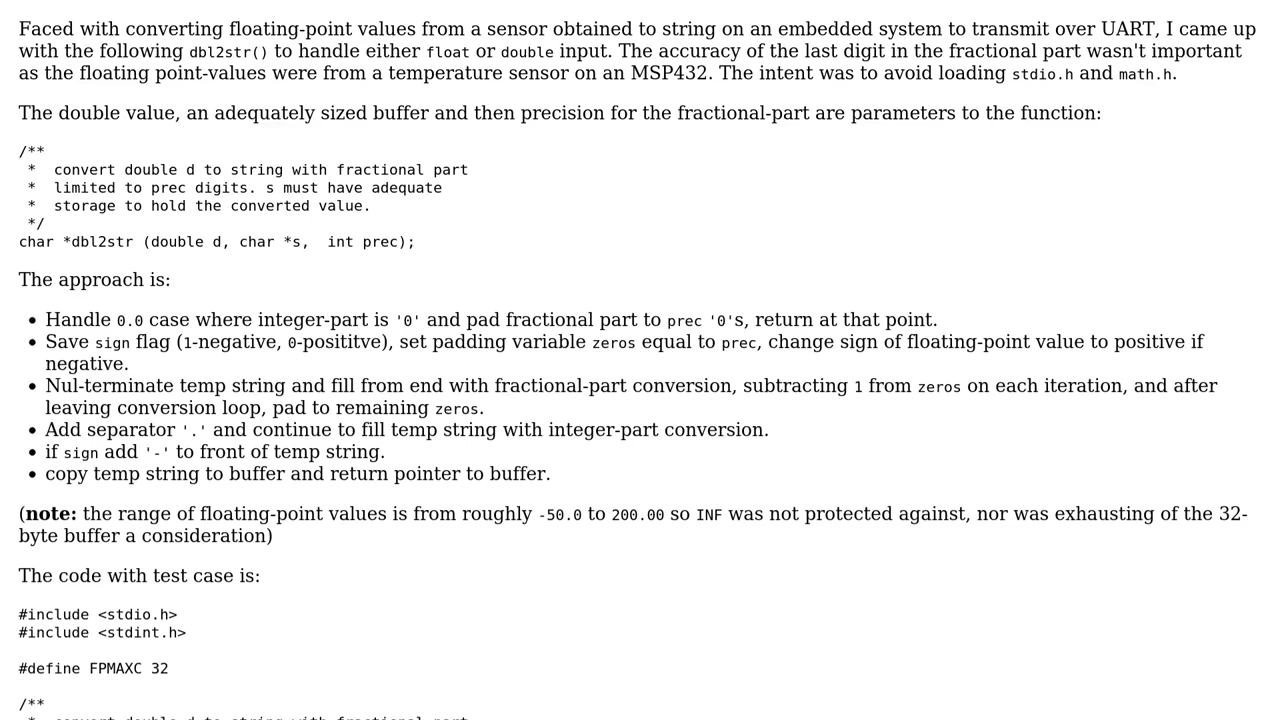 Faced with converting floating-point values from a sensor obtained to string on an embedded system to transmit over UART, I came up
with the following dbl2str() to handle either float or double input. The accuracy of the last digit in the fractional part wasn't important
as the floating point-values were from a temperature sensor on an MSP432. The intent was to avoid loading stdio.h and math.h.
The double value, an adequately sized buffer and then precision for the fractional-part are parameters to the function:
/**
 *  convert double d to string with fractional part
 *  limited to prec digits. s must have adequate
 *  storage to hold the converted value.
 */
char *dbl2str (double d, char *s,  int prec);
The approach is:
• Handle 0.0 case where integer-part is '0' and pad fractional part to prec '0's, return at that point.
• Save sign flag (1-negative, 0-posititve), set padding variable zeros equal to prec, change sign of floating-point value to positive if
negative.
• Nul-terminate temp string and fill from end with fractional-part conversion, subtracting 1 from zeros on each iteration, and after
leaving conversion loop, pad to remaining zeros.
• Add separator '.' and continue to fill temp string with integer-part conversion.
• if sign add '-' to front of temp string.
• copy temp string to buffer and return pointer to buffer.
(note: the range of floating-point values is from roughly -50.0 to 200.00 so INF was not protected against, nor was exhausting of the 32-
byte buffer a consideration)
The code with test case is:
#include <stdio.h>
#include <stdint.h>
#define FPMAXC 32
/**
 *  convert double d to string with fractional part